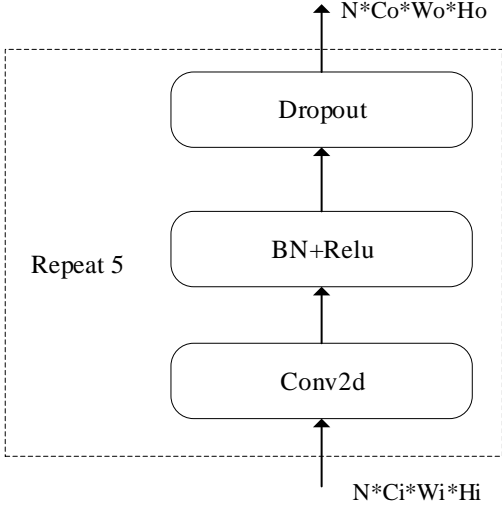 N*Co*Wo*Ho
Dropout
BN+Relu
Repeat 5
Conv2d
N*Ci*Wi*Hi